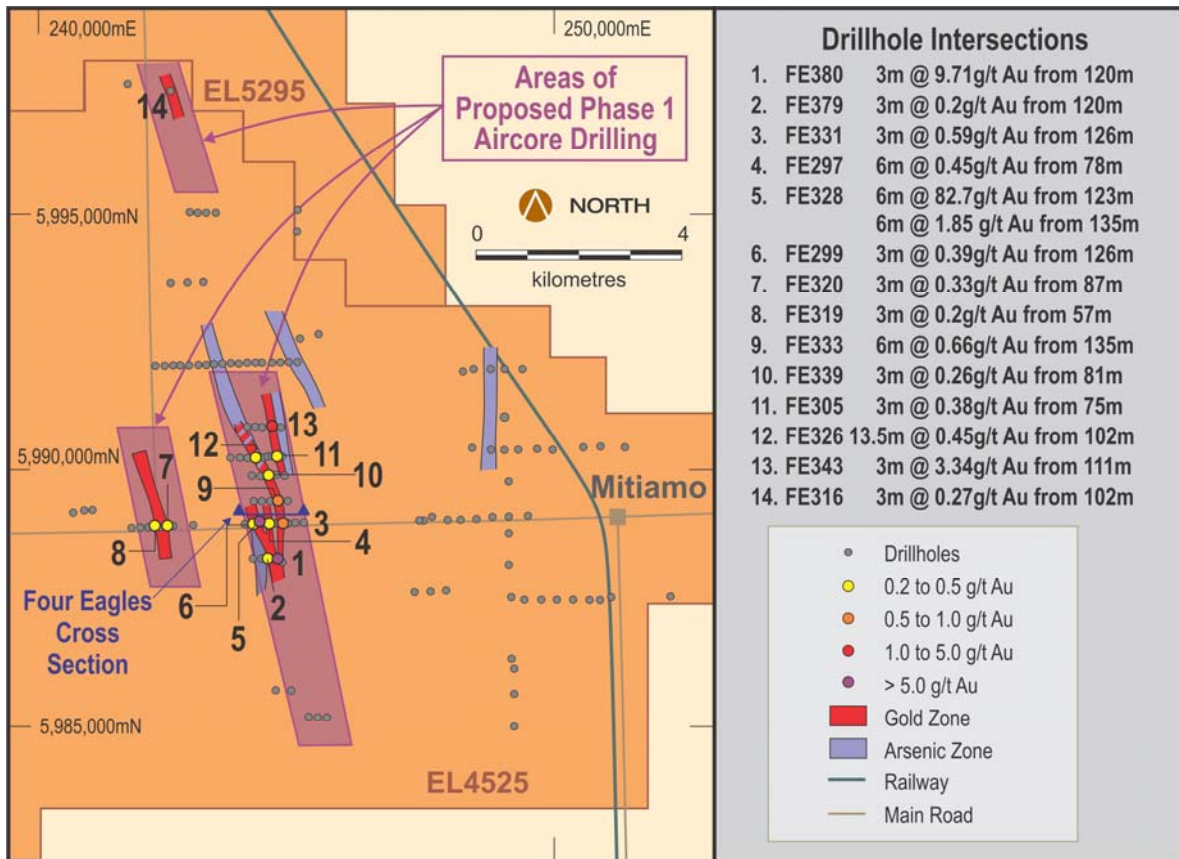 240,000mE
250,000mE
EL5295
Areas of
Proposed Phase 1
Aircore Drilling
14
5,995,000mN
NORTH
0
4
kilometres
13
12
11
5,990,000mN
7
10
9
Mitiamo
3
8
4
1
Four Eagles
Cross
Section
6
2
5
5,985,000mN
EL4525
Drillhole Intersections
1. FE380 3m @ 9.71g/t Au from 120m
2. FE379 3m @ 0.2g/t Au from 120m
3. FE331 3m @ 0.59g/t Au from 126m
4. FE297 6m @ 0.45g/t Au from 78m
5. FE328 6m @ 82.7g/t Au from 123m
6m @ 1.85 g/t Au from 135m
6. FE299 3m @ 0.39g/t Au from 126m
7. FE320 3m @ 0.33g/t Au from 87m
8. FE319 3m @ 0.2g/t Au from 57m
9. FE333 6m @ 0.66g/t Au from 135m
10. FE339 3m @ 0.26g/t Au from 81m
11. FE305 3m @ 0.38g/t Au from 75m
12. FE326 13.5m @ 0.45g/t Au from 102m
13. FE343 3m @ 3.34g/t Au from 111m
14. FE316 3m @ 0.27g/t Au from 102m
Drillholes
0.2 to 0.5 g/t Au
0.5 to 1.0 g/t Au
1.0 to 5.0 g/t Au
> 5.0 g/t Au
Gold Zone
Arsenic Zone
Railway
Main Road